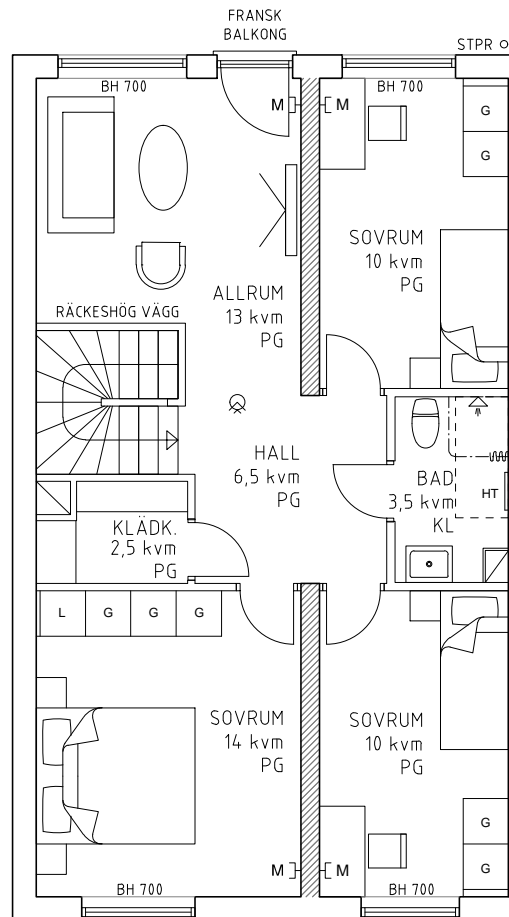 FRANSK
BALKONG
STPR
BH 700
BH 700
M
M
G
G
SOVRUM
10 kvm
PG
ALLRUM
13 kvm
PG
RÄCKESHÖG VÄGG
HALL
6,5 kvm
PG
BAD
3,5 kvm
KL
HT
KLÄDK.
2,5 kvm
PG
L
G
G
G
SOVRUM
14 kvm
PG
SOVRUM
10 kvm
PG
G
G
M
M
BH 700
BH 700